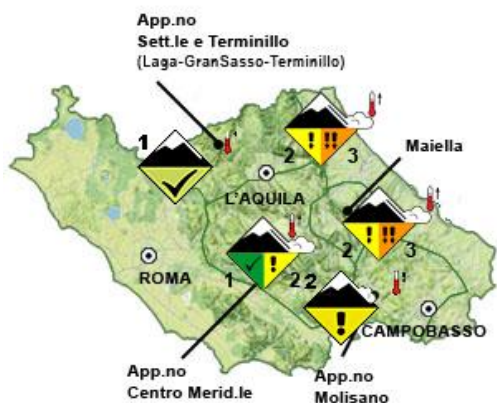 App.no
Sett.le e Terminillo
(Laga-GranSasso-Terminillo)
1
! !!
2 3
Maiella
L'AQUILA
! !!
2 3
ROMA
!
1 2
2
!
CAMPOBASSO
App.no
Centro Merid.le
App.no
Molisano